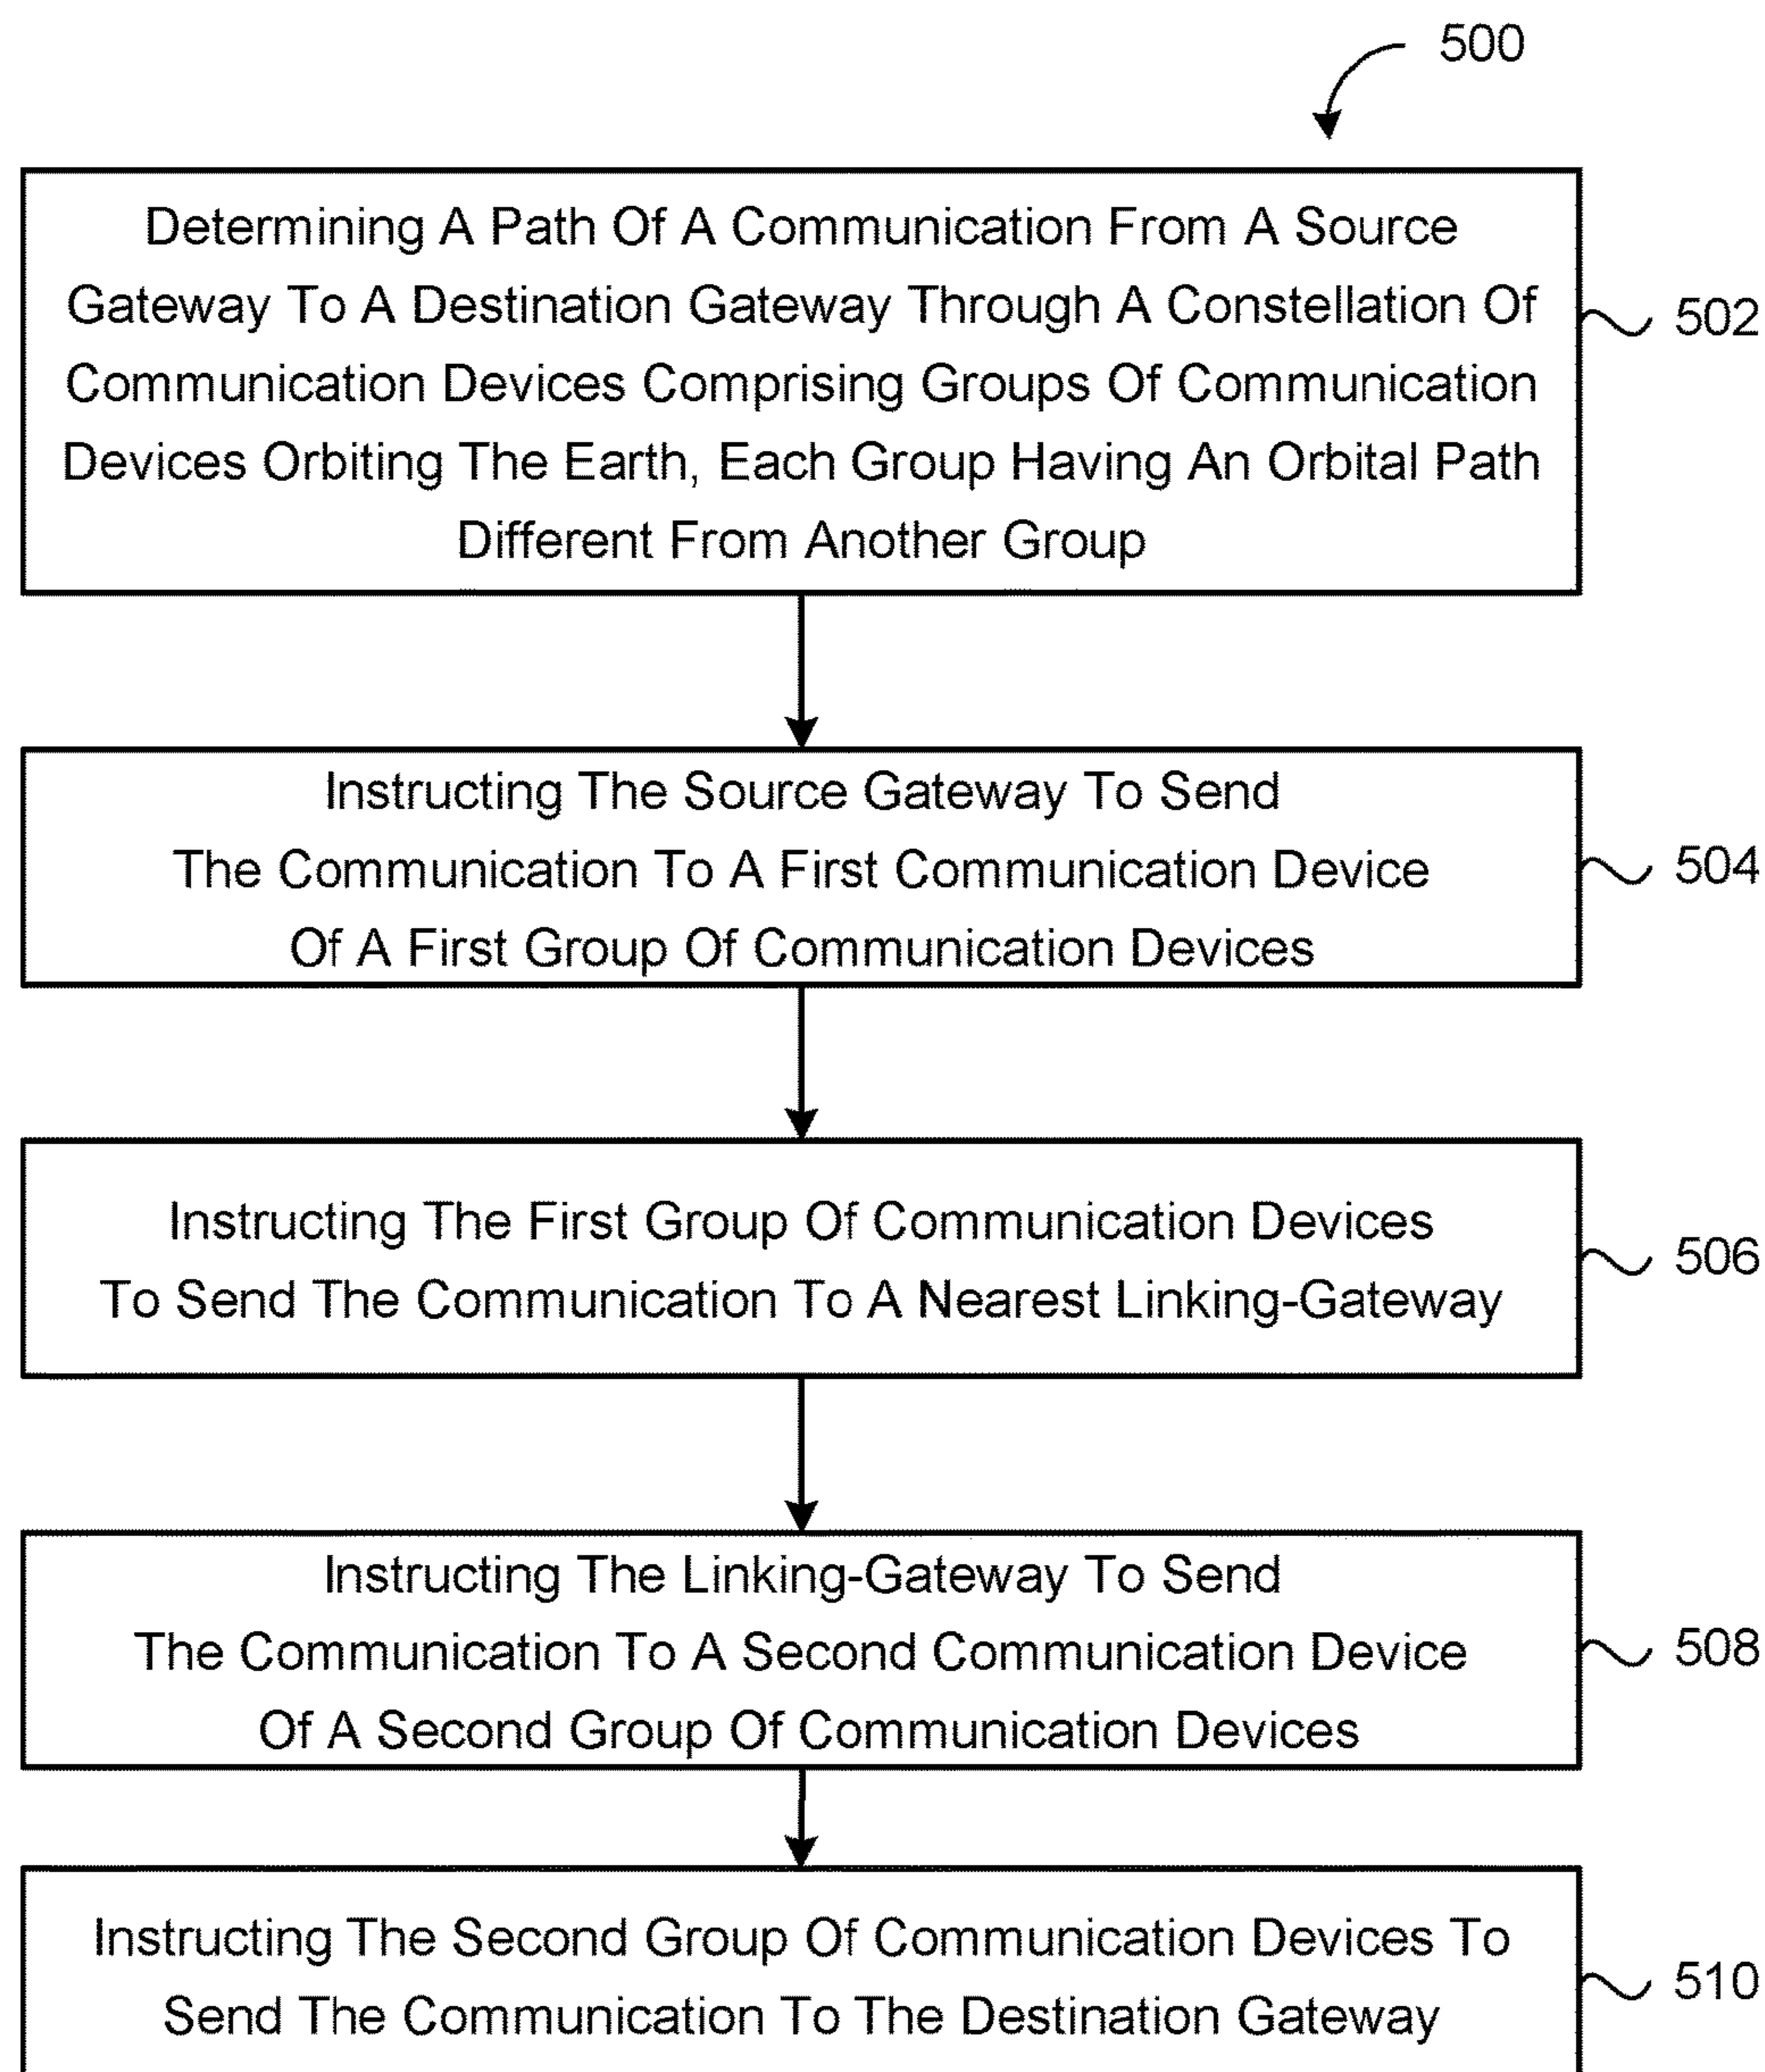 500
Determining A Path Of A Communication From A Source
Gateway To A Destination Gateway Through A Constellation Of
Communication Devices Comprising Groups Of Communication
Devices Orbiting The Earth, Each Group Having An Orbital Path
Different From Another Group
502
Instructing The Source Gateway To Send
The Communication To A First Communication Device
Of A First Group Of Communication Devices
504
Instructing The First Group Of Communication Devices
To Send The Communication To A Nearest Linking-Gateway
506
Instructing The Linking-Gateway To Send
The Communication To A Second Communication Device
Of A Second Group Of Communication Devices
508
Instructing The Second Group Of Communication Devices To
Send The Communication To The Destination Gateway
510